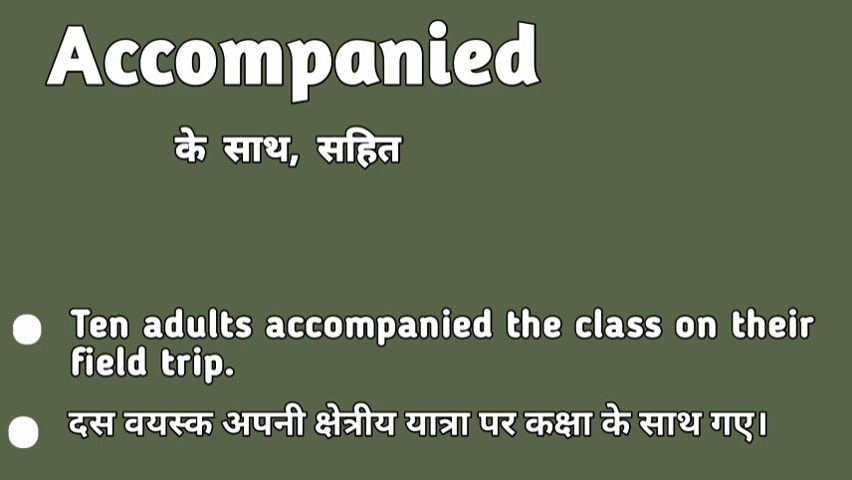 Accompanied
के साथ, सहित
Ten adults accompanied the class on their
field trip.
दस वयस्क अपनी क्षेत्रीय यात्रा पर कक्षा के साथ गए।